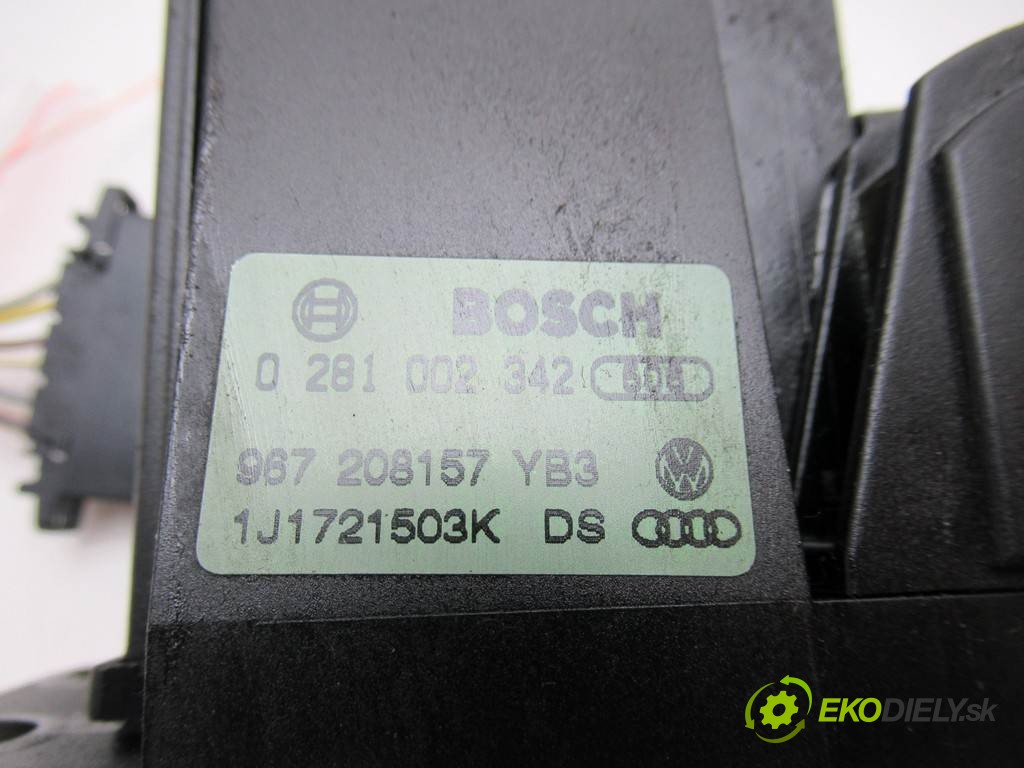 BOSCH
0 281 002 342
967 208157 YB3
1J1721503K DS
EKODIELY.sk